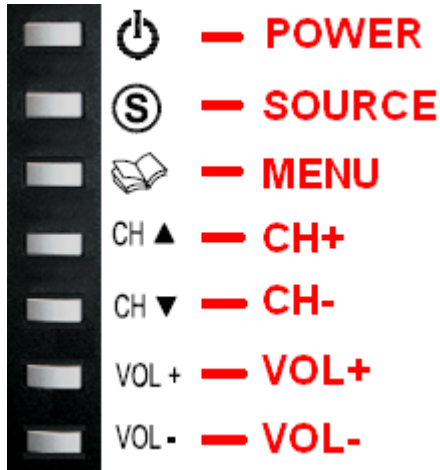 POWER
Ⓢ SOURCE
MENU
CH ▲ CH+
CH ▼ CH-
VOL + VOL+
VOL - VOL-